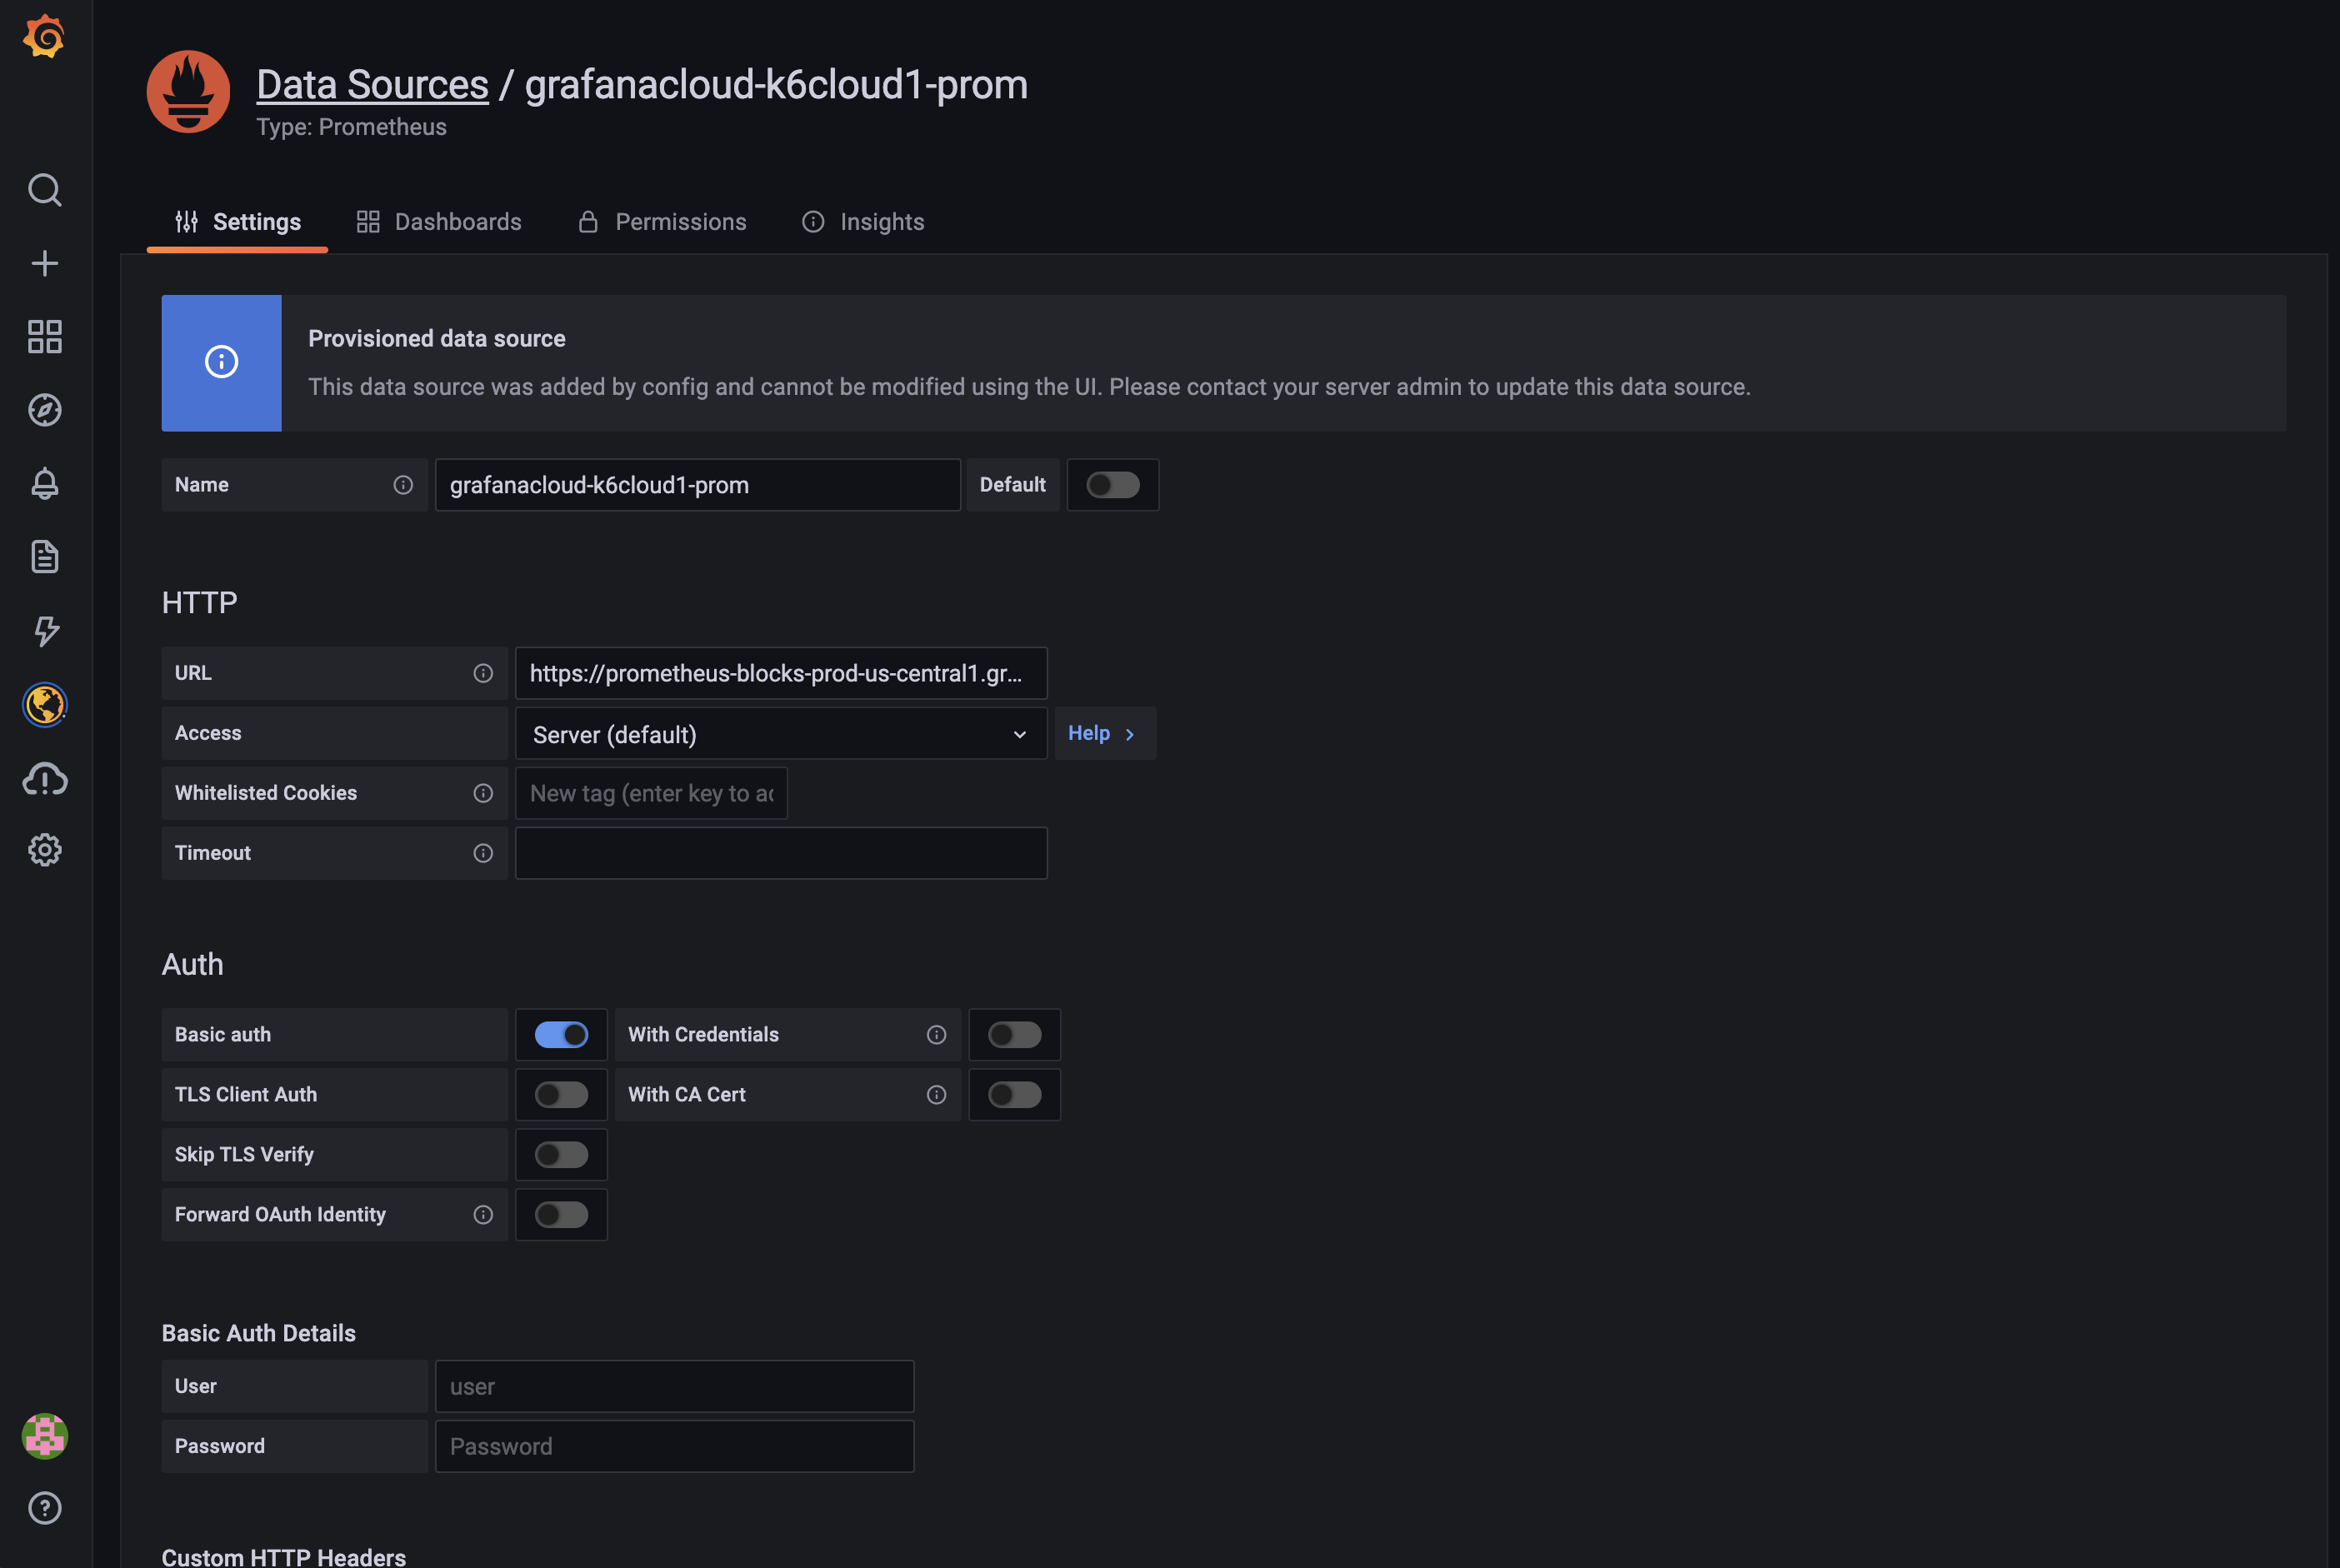 Data Sources / grafanacloud-k6cloud1-prom
Type: Prometheus
Settings Dashboards Permissions Insights
Provisioned data source
This data source was added by config and cannot be modified using the UI. Please contact your server admin to update this data source.
Name grafanacloud-k6cloud1-prom Default
HTTP
URL https://prometheus-blocks-prod-us-central1.gr...
Access Server (default) Help >
Whitelisted Cookies New tag (enter key to ac
Timeout
Auth
Basic auth With Credentials
TLS Client Auth With CA Cert
Skip TLS Verify
Forward OAuth Identity
Basic Auth Details
User user
Password Password
Custom HTTP Headers